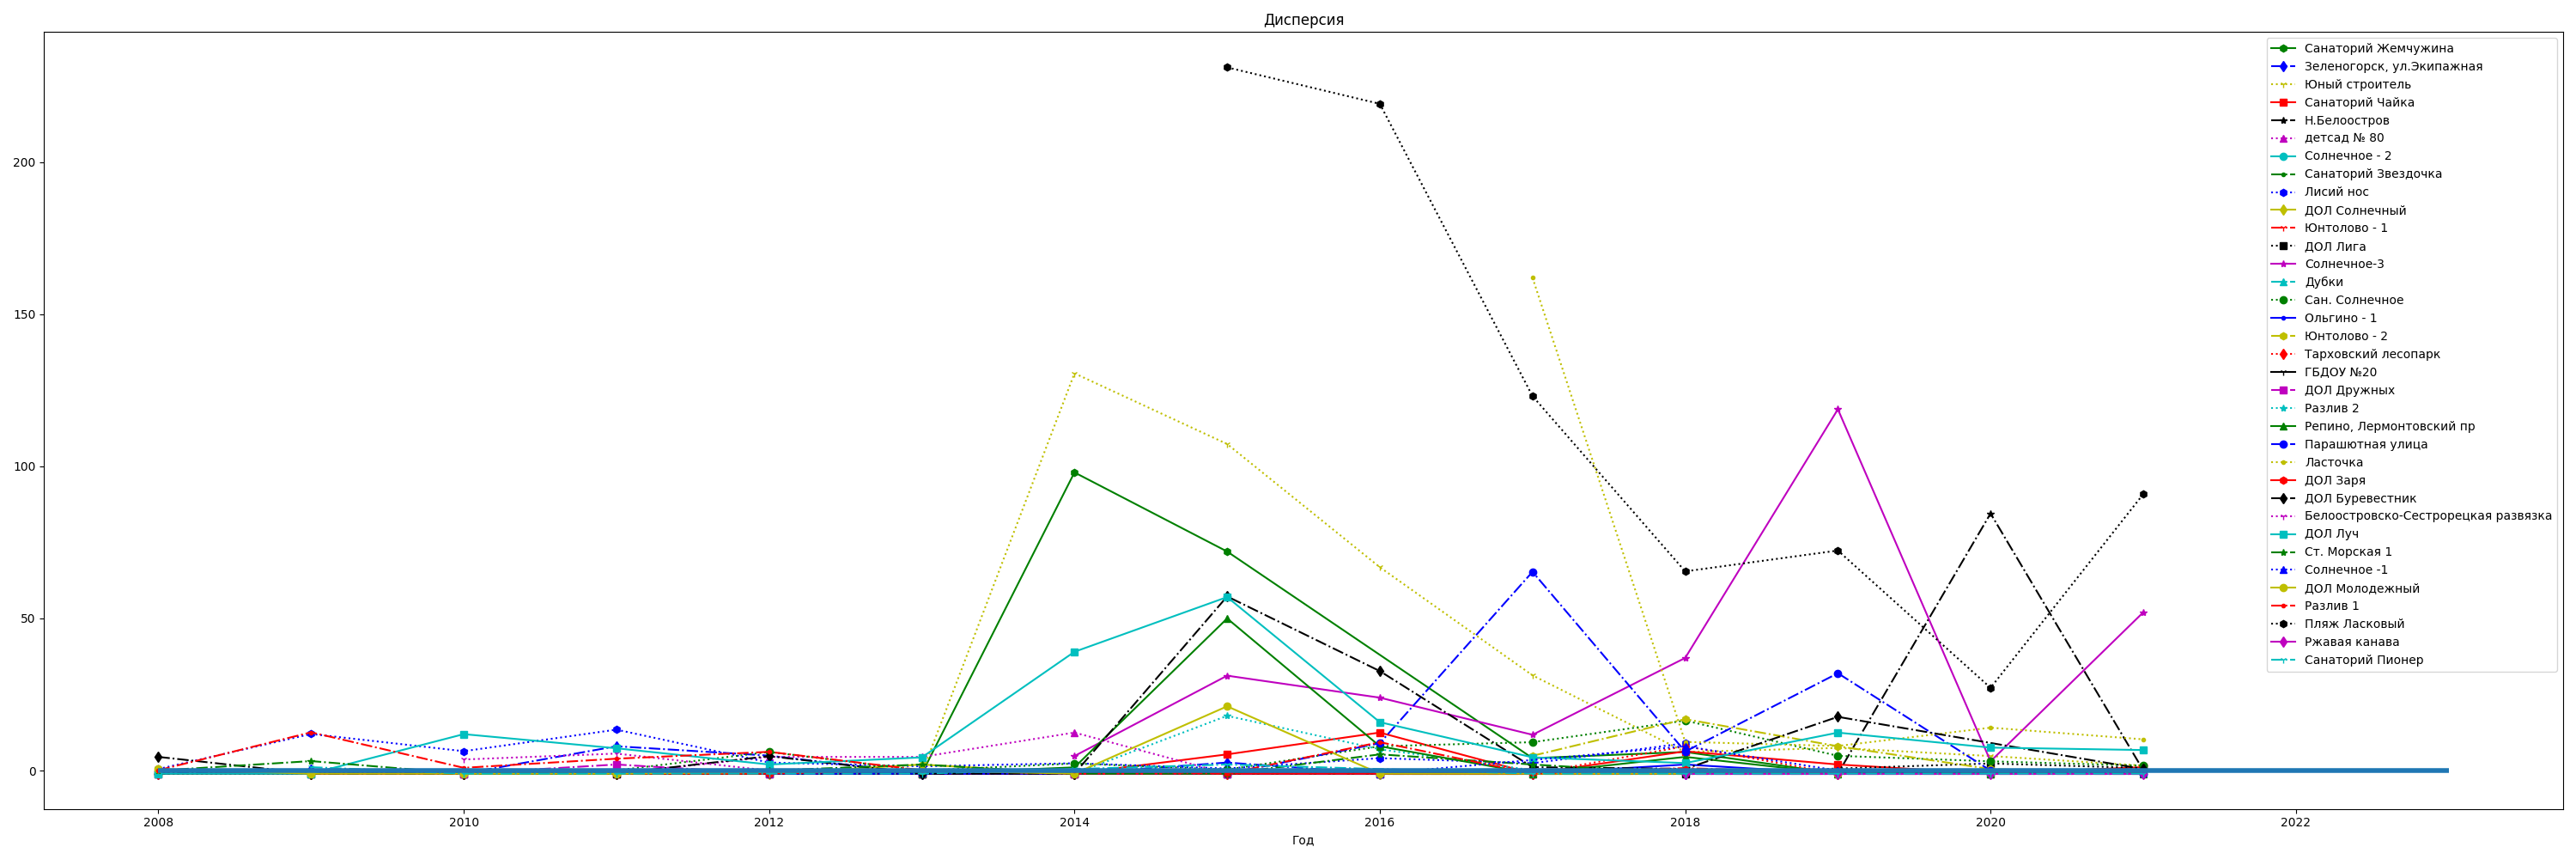 Дисперсия
Санаторий Жемчужина
Зеленогорск, ул.Экипажная
Юный строитель
Санаторий Чайка
Н.Белоостров
детсад № 80
Солнечное - 2
Санаторий Звездочка
Лисий нос
ДОЛ Солнечный
Юнтолово - 1
ДОЛ Лига
Солнечное-3
Дубки
Сан. Солнечное
Ольгино - 1
Юнтолово - 2
Тарховский лесопарк
ГБДОУ №20
ДОЛ Дружных
Разлив 2
Репино, Лермонтовский пр
Парашютная улица
Ласточка
ДОЛ Заря
ДОЛ Буревестник
Белоостровско-Сестрорецкая развязка
ДОЛ Луч
Ст. Морская 1
Солнечное -1
ДОЛ Молодежный
Разлив 1
Пляж Ласковый
Ржавая канава
Санаторий Пионер
200
150
100
50
0
2008 2010 2012 2014 2016 2018 2020 2022
Год